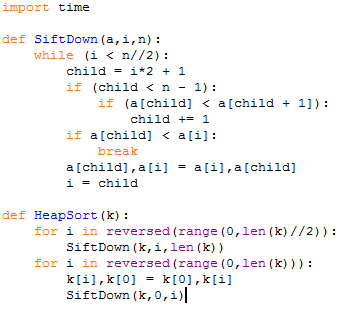 import time

def SiftDown(a,i,n):
    while (i < n//2):
        child = i*2 + 1
        if (child < n - 1):
            if (a[child] < a[child + 1]):
                child += 1
        if a[child] < a[i]:
            break
        a[child],a[i] = a[i],a[child]
        i = child

def HeapSort(k):
    for i in reversed(range(0,len(k)//2)):
        SiftDown(k,i,len(k))
    for i in reversed(range(0,len(k))):
        k[i],k[0] = k[0],k[i]
        SiftDown(k,0,i)